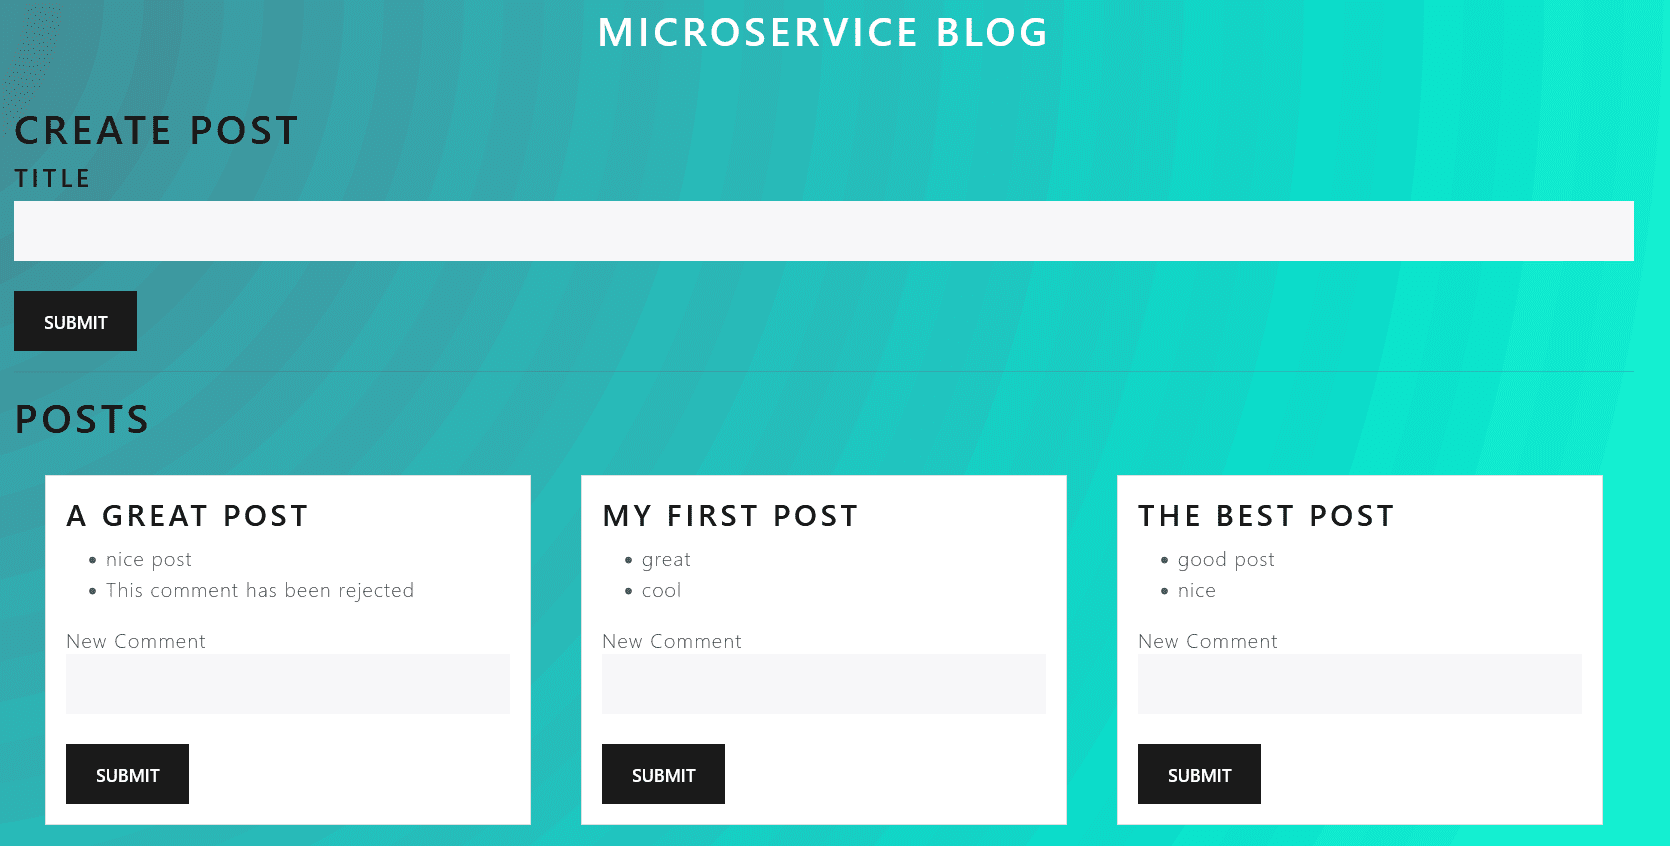 MICROSERVICE BLOG
CREATE POST
TITLE
SUBMIT
POSTS
A GREAT POST
nice post
This comment has been rejected
New Comment
SUBMIT
MY FIRST POST
great
cool
New Comment
SUBMIT
THE BEST POST
good post
nice
New Comment
SUBMIT